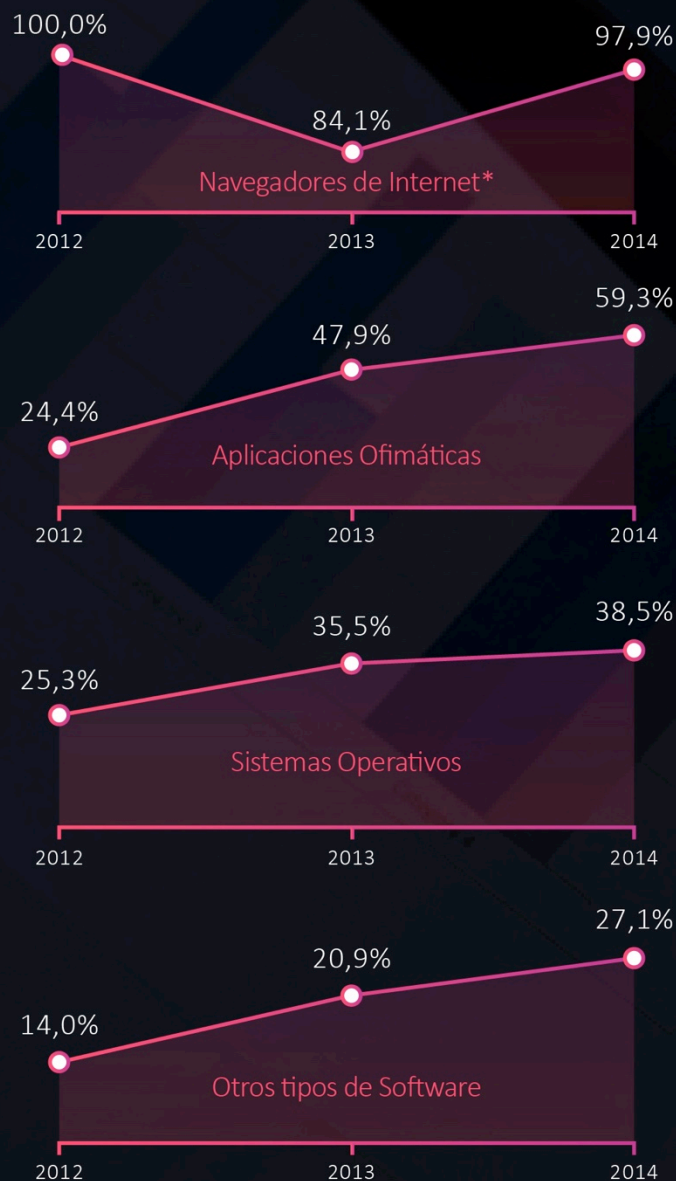 100,0%
97,9%
84,1%
Navegadores de Internet*
2012 2013 2014
59,3%
47,9%
24,4%
Aplicaciones Ofimáticas
2012 2013 2014
38,5%
35,5%
25,3%
Sistemas Operativos
2012 2013 2014
27,1%
20,9%
14,0%
Otros tipos de Software
2012 2013 2014